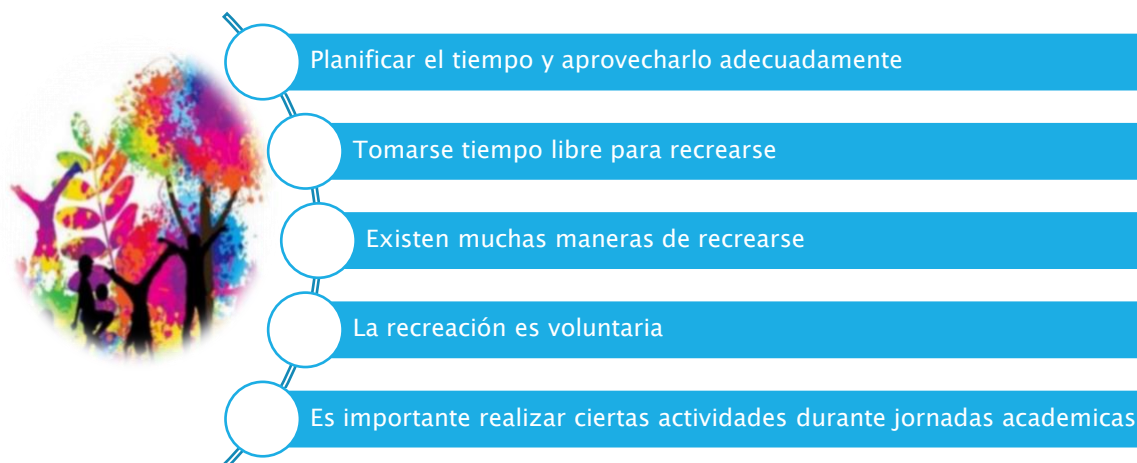 Planificar el tiempo y aprovecharlo adecuadamente
Tomarse tiempo libre para recrearse
Existen muchas maneras de recrearse
La recreación es voluntaria
Es importante realizar ciertas actividades durante jornadas academicas